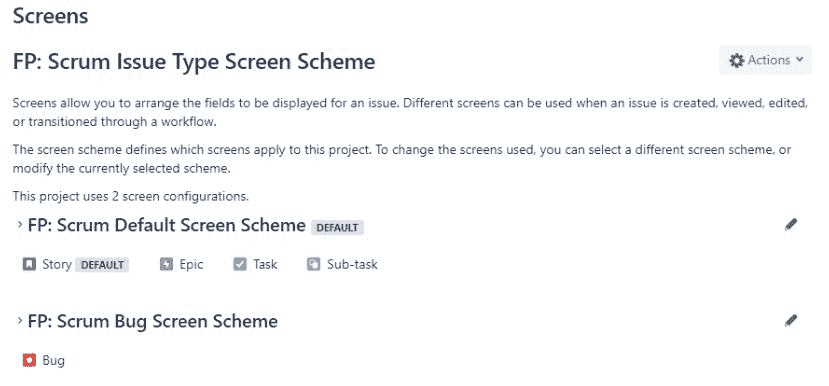 Screens
FP: Scrum Issue Type Screen Scheme
Actions
Screens allow you to arrange the fields to be displayed for an issue. Different screens can be used when an issue is created, viewed, edited,
or transitioned through a workflow.
The screen scheme defines which screens apply to this project. To change the screens used, you can select a different screen scheme, or
modify the currently selected scheme.
This project uses 2 screen configurations.
FP: Scrum Default Screen Scheme DEFAULT
Story DEFAULT Epic Task Sub-task
FP: Scrum Bug Screen Scheme
Bug